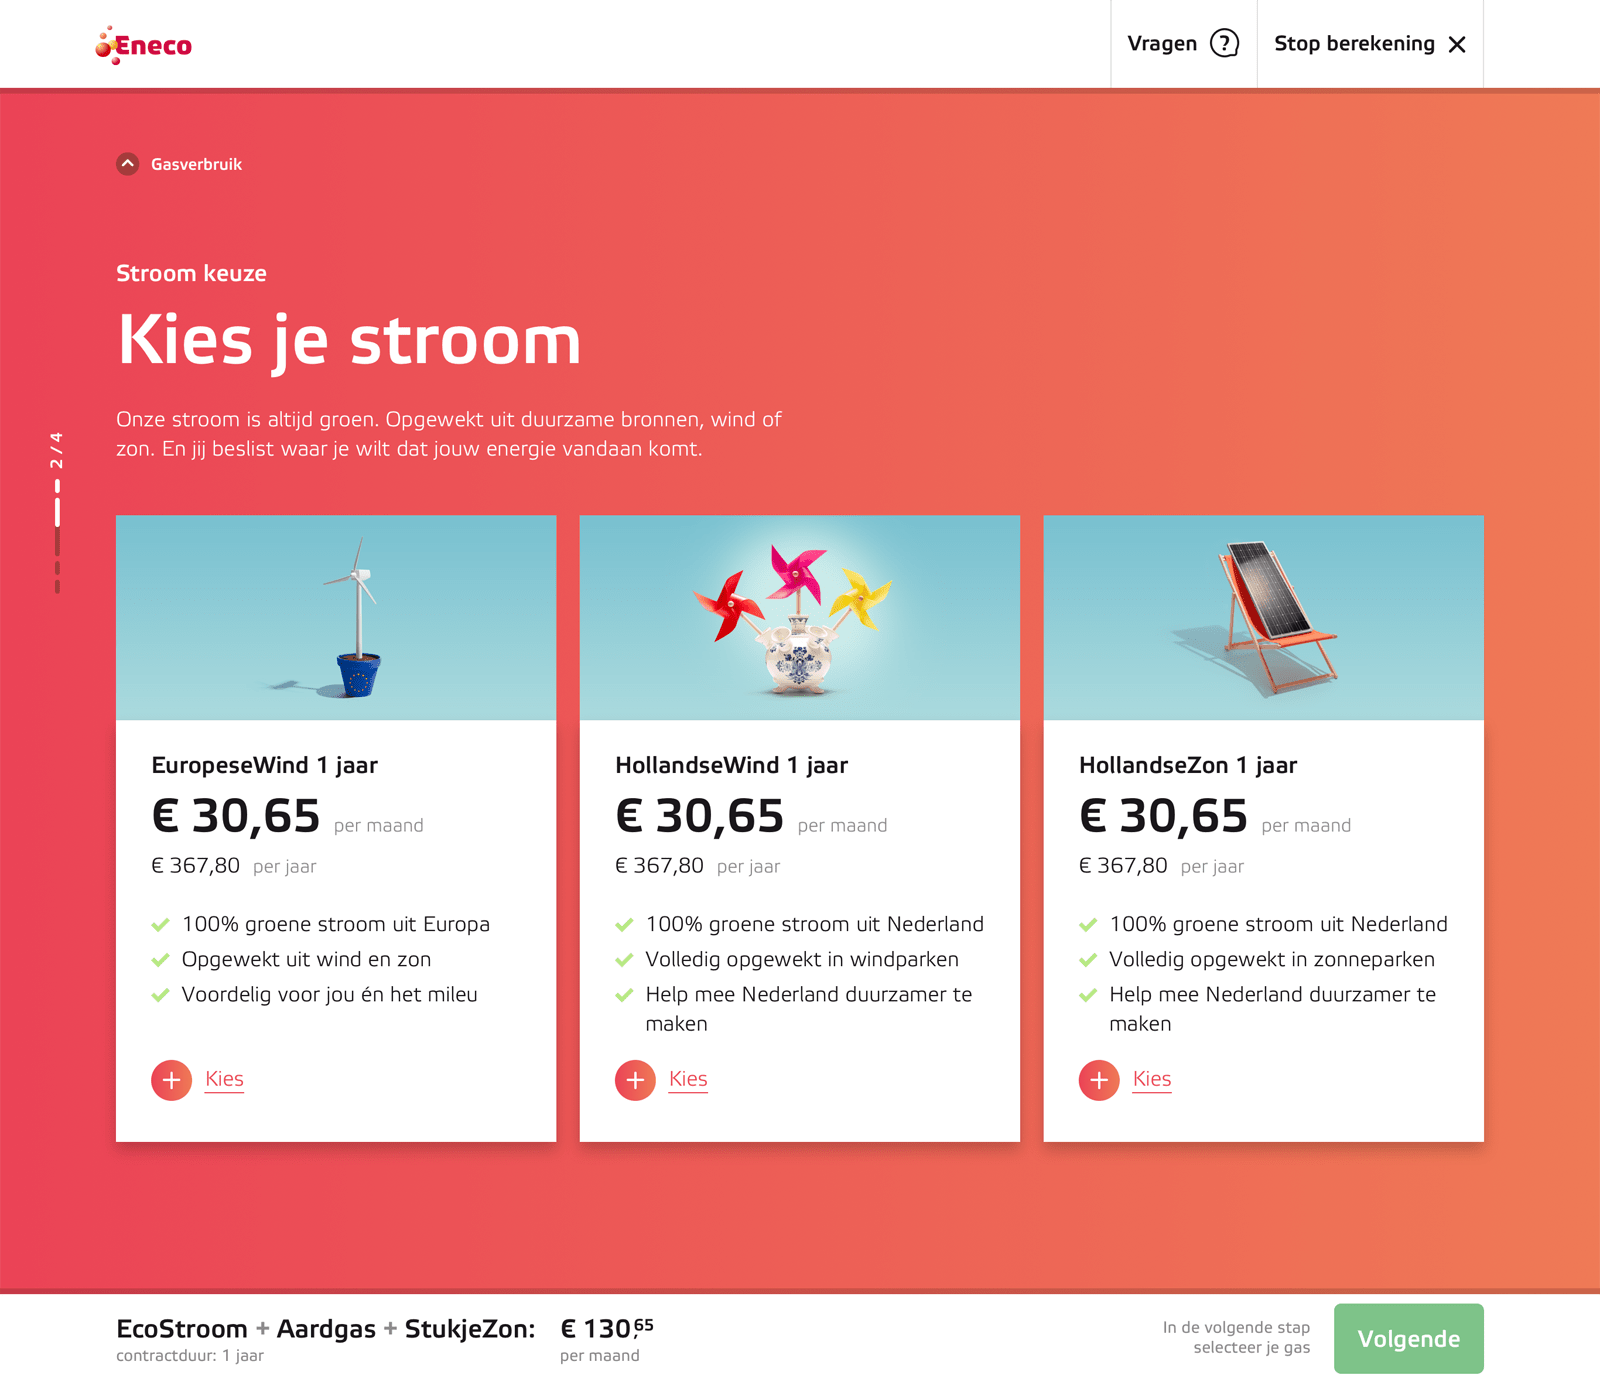 Eneco
Vragen ?
Stop berekening
Gasverbruik
Stroom keuze
Kies je stroom
Onze stroom is altijd groen. Opgewekt uit duurzame bronnen, wind of
zon. En jij beslist waar je wilt dat jouw energie vandaan komt.
2 / 4
EuropeseWind 1 jaar
€ 30,65 per maand
€ 367,80 per jaar
100% groene stroom uit Europa
Opgewekt uit wind en zon
Voordelig voor jou én het mileu
Kies
HollandseWind 1 jaar
€ 30,65 per maand
€ 367,80 per jaar
100% groene stroom uit Nederland
Volledig opgewekt in windparken
Help mee Nederland duurzamer te
maken
Kies
HollandseZon 1 jaar
€ 30,65 per maand
€ 367,80 per jaar
100% groene stroom uit Nederland
Volledig opgewekt in zonneparken
Help mee Nederland duurzamer te
maken
Kies
EcoStroom + Aardgas + StukjeZon: € 130,65
contractduur: 1 jaar per maand
In de volgende stap
selecteer je gas
Volgende